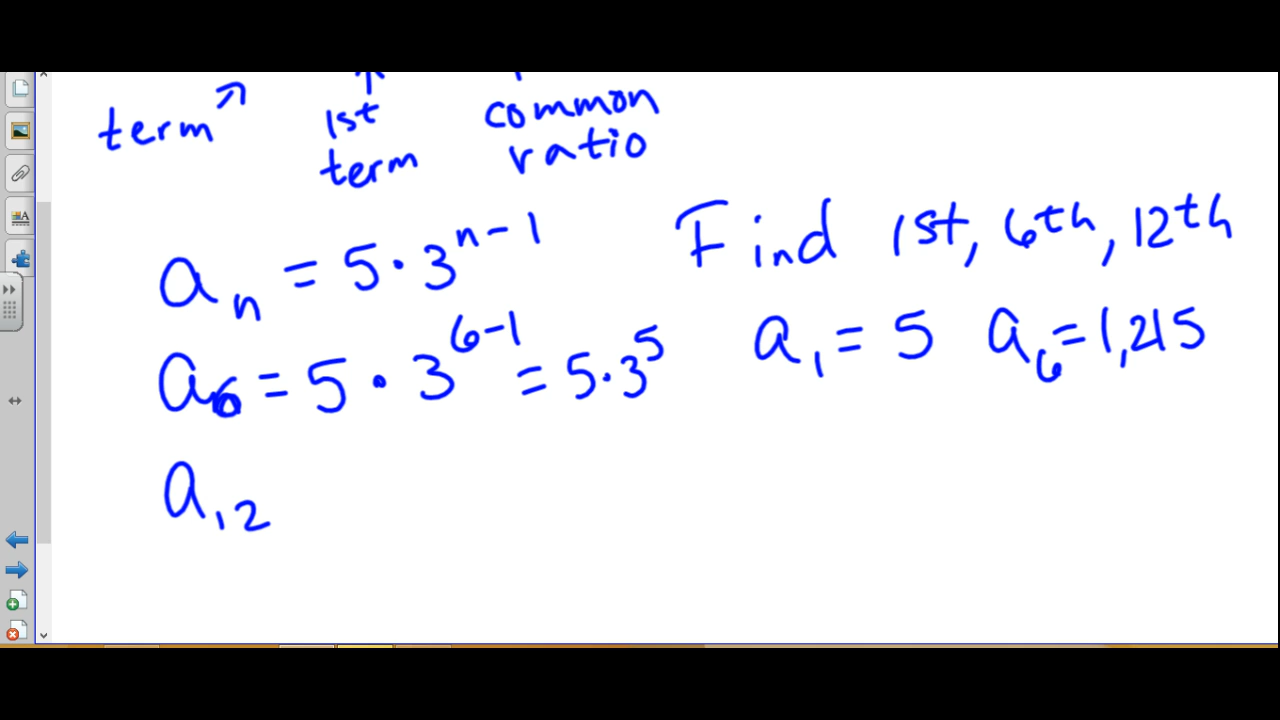 term 1st common
term ratio
aₙ = 5 · 3ⁿ⁻¹ Find 1st, 6th, 12th
a₆ = 5 · 3⁶⁻¹ = 5 · 3⁵ a₁ = 5 a₆ = 1,215
a₁₂